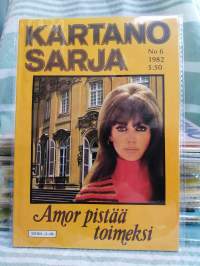 KARTANO
SARJA
No 6
1982
5:50
Amor pistää
toimeksi